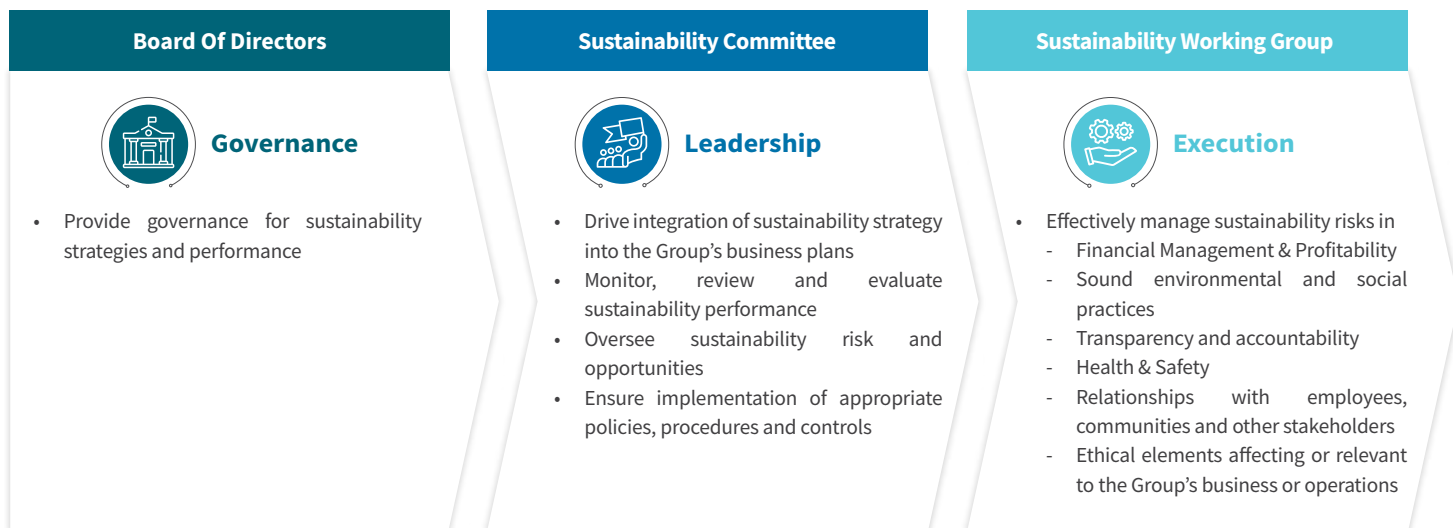 Board Of Directors
Governance
• Provide governance for sustainability
strategies and performance
Sustainability Committee
Leadership
• Drive integration of sustainability strategy
into the Group’s business plans
• Monitor, review and evaluate
sustainability performance
• Oversee sustainability risk and
opportunities
• Ensure implementation of appropriate
policies, procedures and controls
Sustainability Working Group
Execution
• Effectively manage sustainability risks in
- Financial Management & Profitability
- Sound environmental and social
practices
- Transparency and accountability
- Health & Safety
- Relationships with employees,
communities and other stakeholders
- Ethical elements affecting or relevant
to the Group’s business or operations